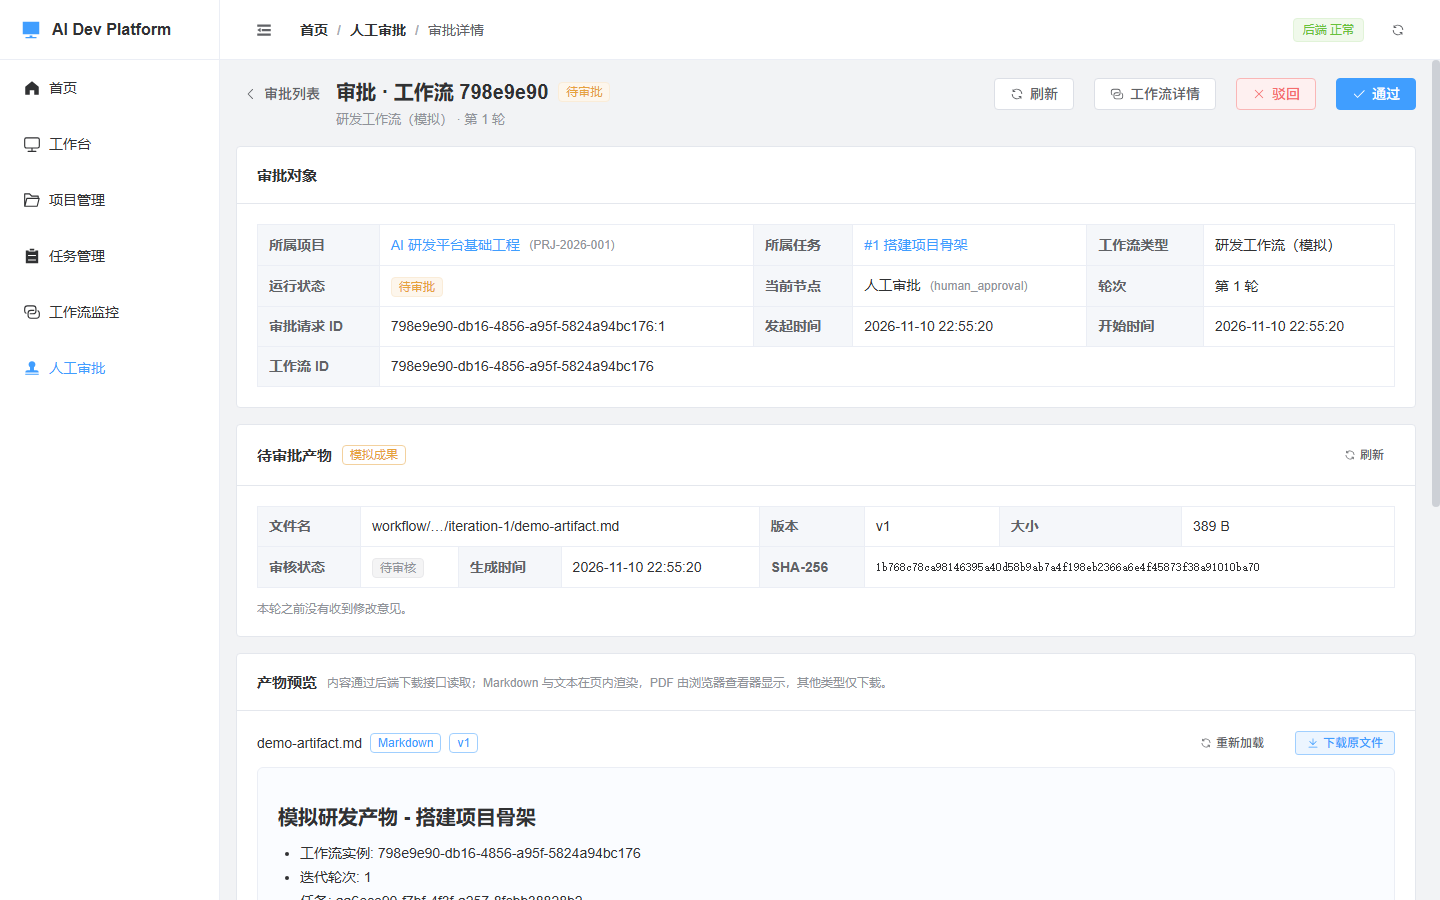 AI Dev Platform
首页 / 人工审批 / 审批详情
后端 正常
首页
工作台
项目管理
任务管理
工作流监控
人工审批
审批列表
审批 · 工作流 798e9e90
待审批
研发工作流（模拟） · 第 1 轮
刷新
工作流详情
驳回
通过
审批对象
所属项目 AI 研发平台基础工程 (PRJ-2026-001) 所属任务 #1 搭建项目骨架 工作流类型 研发工作流（模拟）
运行状态 待审批 当前节点 人工审批 (human_approval) 轮次 第 1 轮
审批请求 ID 798e9e90-db16-4856-a95f-5824a94bc176:1 发起时间 2026-11-10 22:55:20 开始时间 2026-11-10 22:55:20
工作流 ID 798e9e90-db16-4856-a95f-5824a94bc176
待审批产物 模拟成果 刷新
文件名 workflow/…/iteration-1/demo-artifact.md 版本 v1 大小 389 B
审核状态 待审核 生成时间 2026-11-10 22:55:20 SHA-256 1b768c78ca98146395a40d58b9ab7a4f198eb2366a6e4f45873f38a91010ba70
本轮之前没有收到修改意见。
产物预览 内容通过后端下载接口读取；Markdown 与文本在页内渲染，PDF 由浏览器查看器显示，其他类型仅下载。
demo-artifact.md Markdown v1 重新加载 下载原文件
模拟研发产物 - 搭建项目骨架
• 工作流实例: 798e9e90-db16-4856-a95f-5824a94bc176
• 迭代轮次: 1